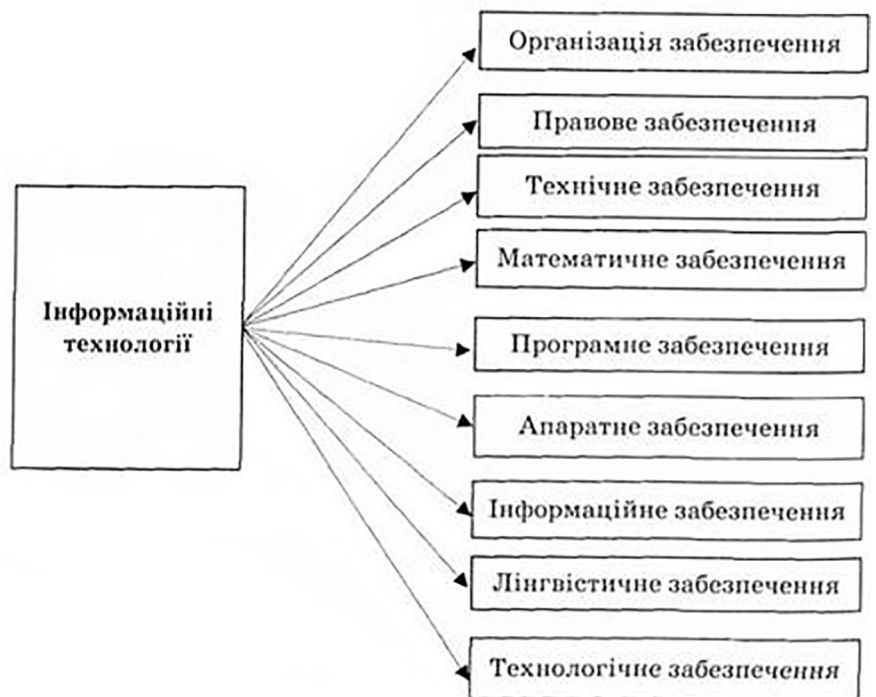 Інформаційні
технології
Організація забезпечення
Правове забезпечення
Технічне забезпечення
Математичне забезпечення
Програмне забезпечення
Апаратне забезпечення
Інформаційне забезпечення
Лінгвістичне забезпечення
Технологічне забезпечення